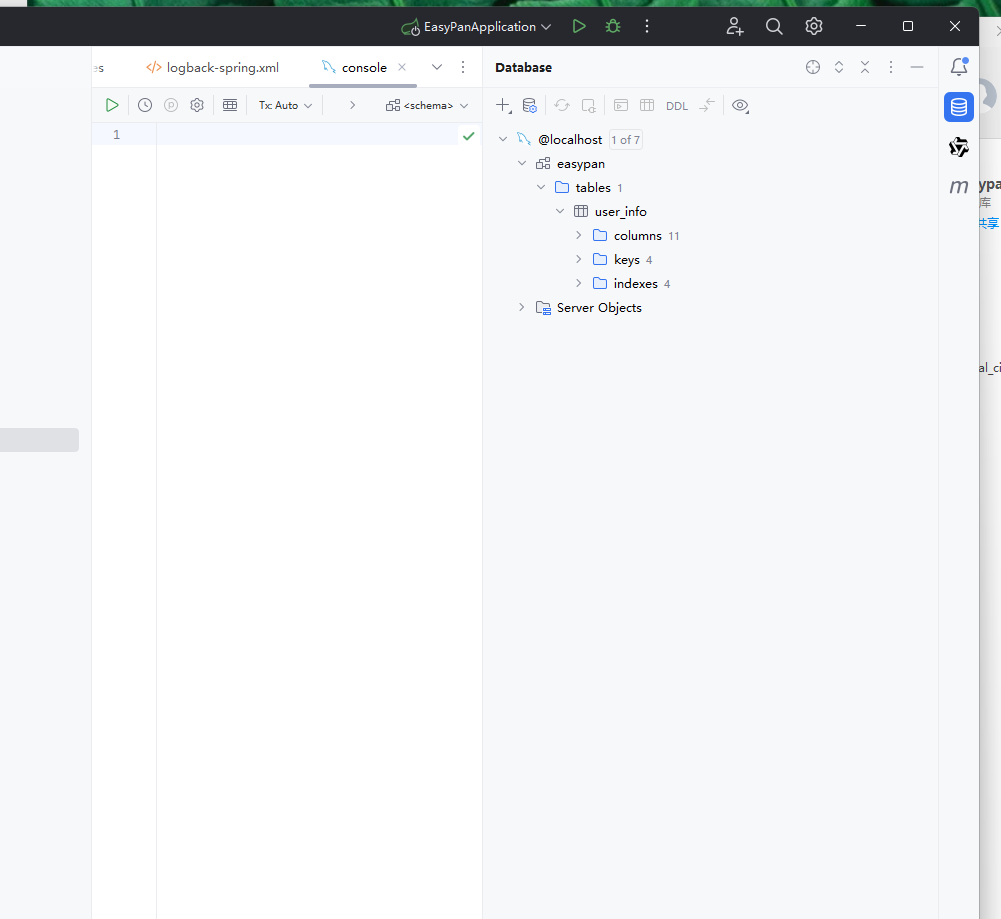 EasyPanApplication
es
logback-spring.xml
console
Database
Tx: Auto
<schema>
DDL
1
@localhost 1 of 7
easypan
tables 1
user_info
columns 11
keys 4
indexes 4
Server Objects
m
ypa
库
共享
al_ci